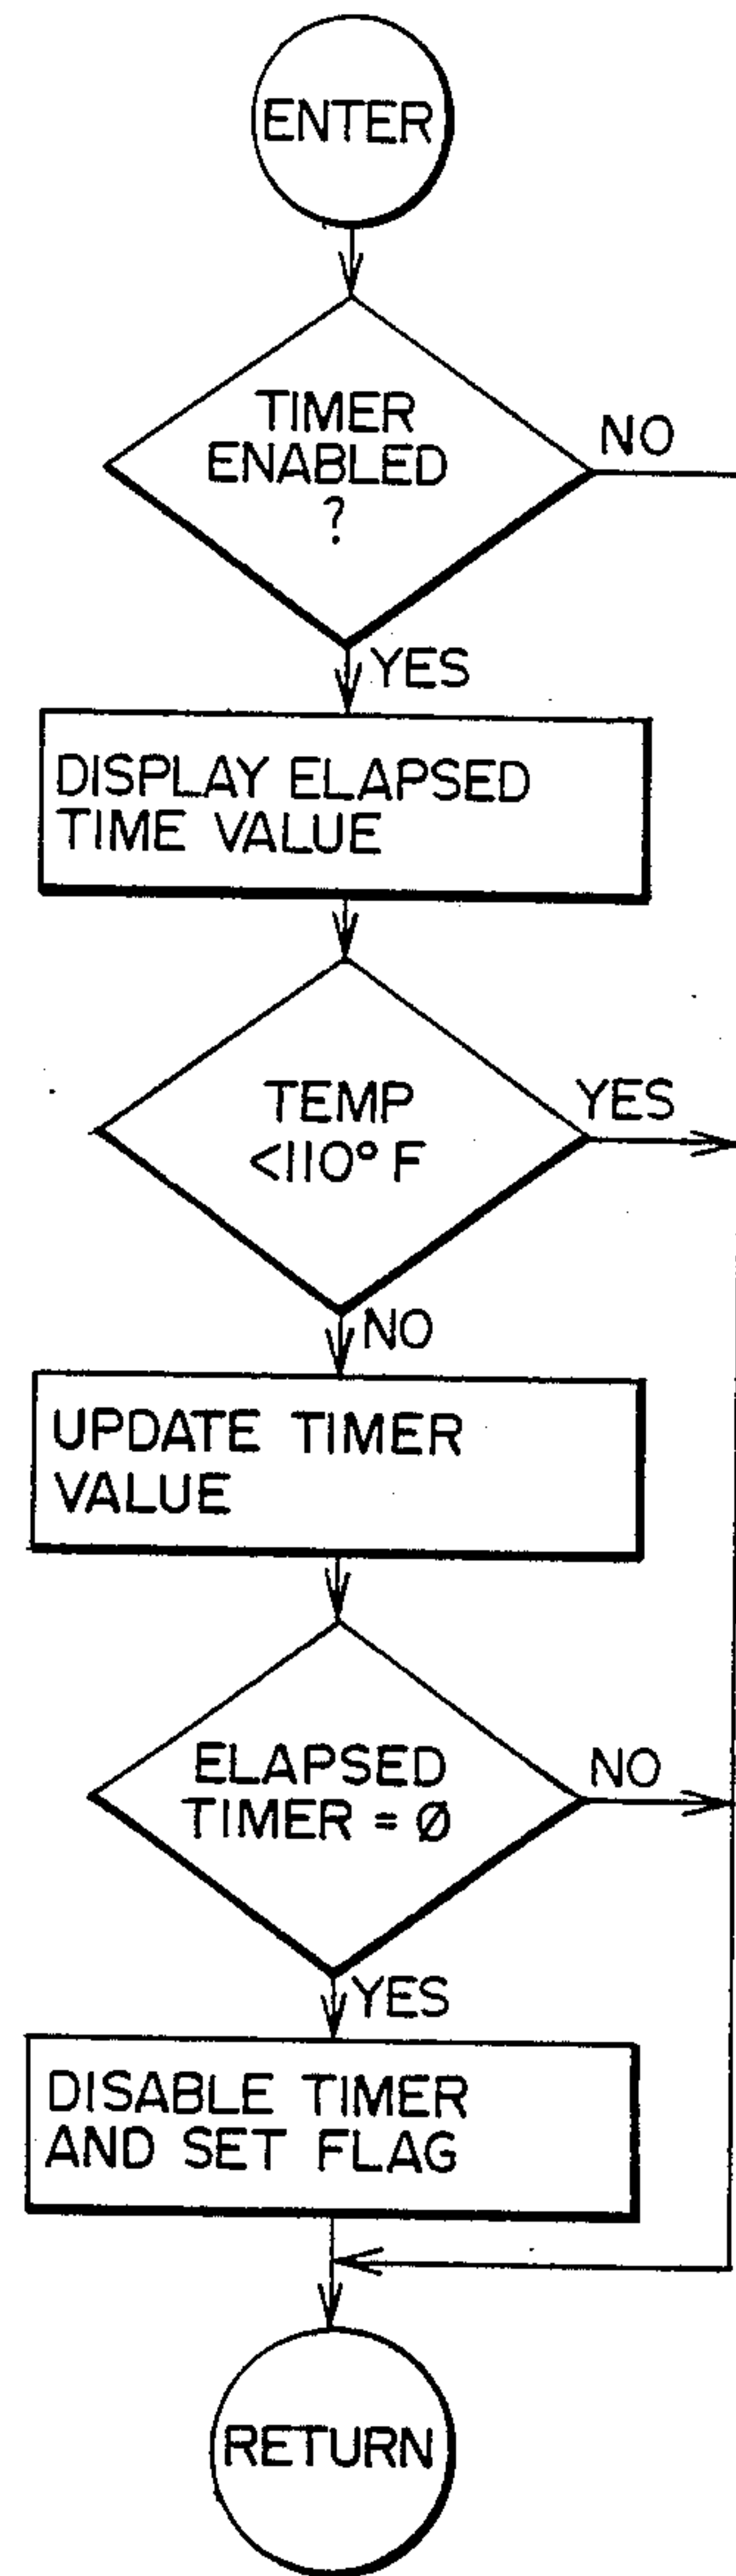 ENTER
TIMER
ENABLED
?
NO
YES
DISPLAY ELAPSED
TIME VALUE
TEMP
<110° F
YES
NO
UPDATE TIMER
VALUE
ELAPSED
TIMER = Ø
NO
YES
DISABLE TIMER
AND SET FLAG
RETURN